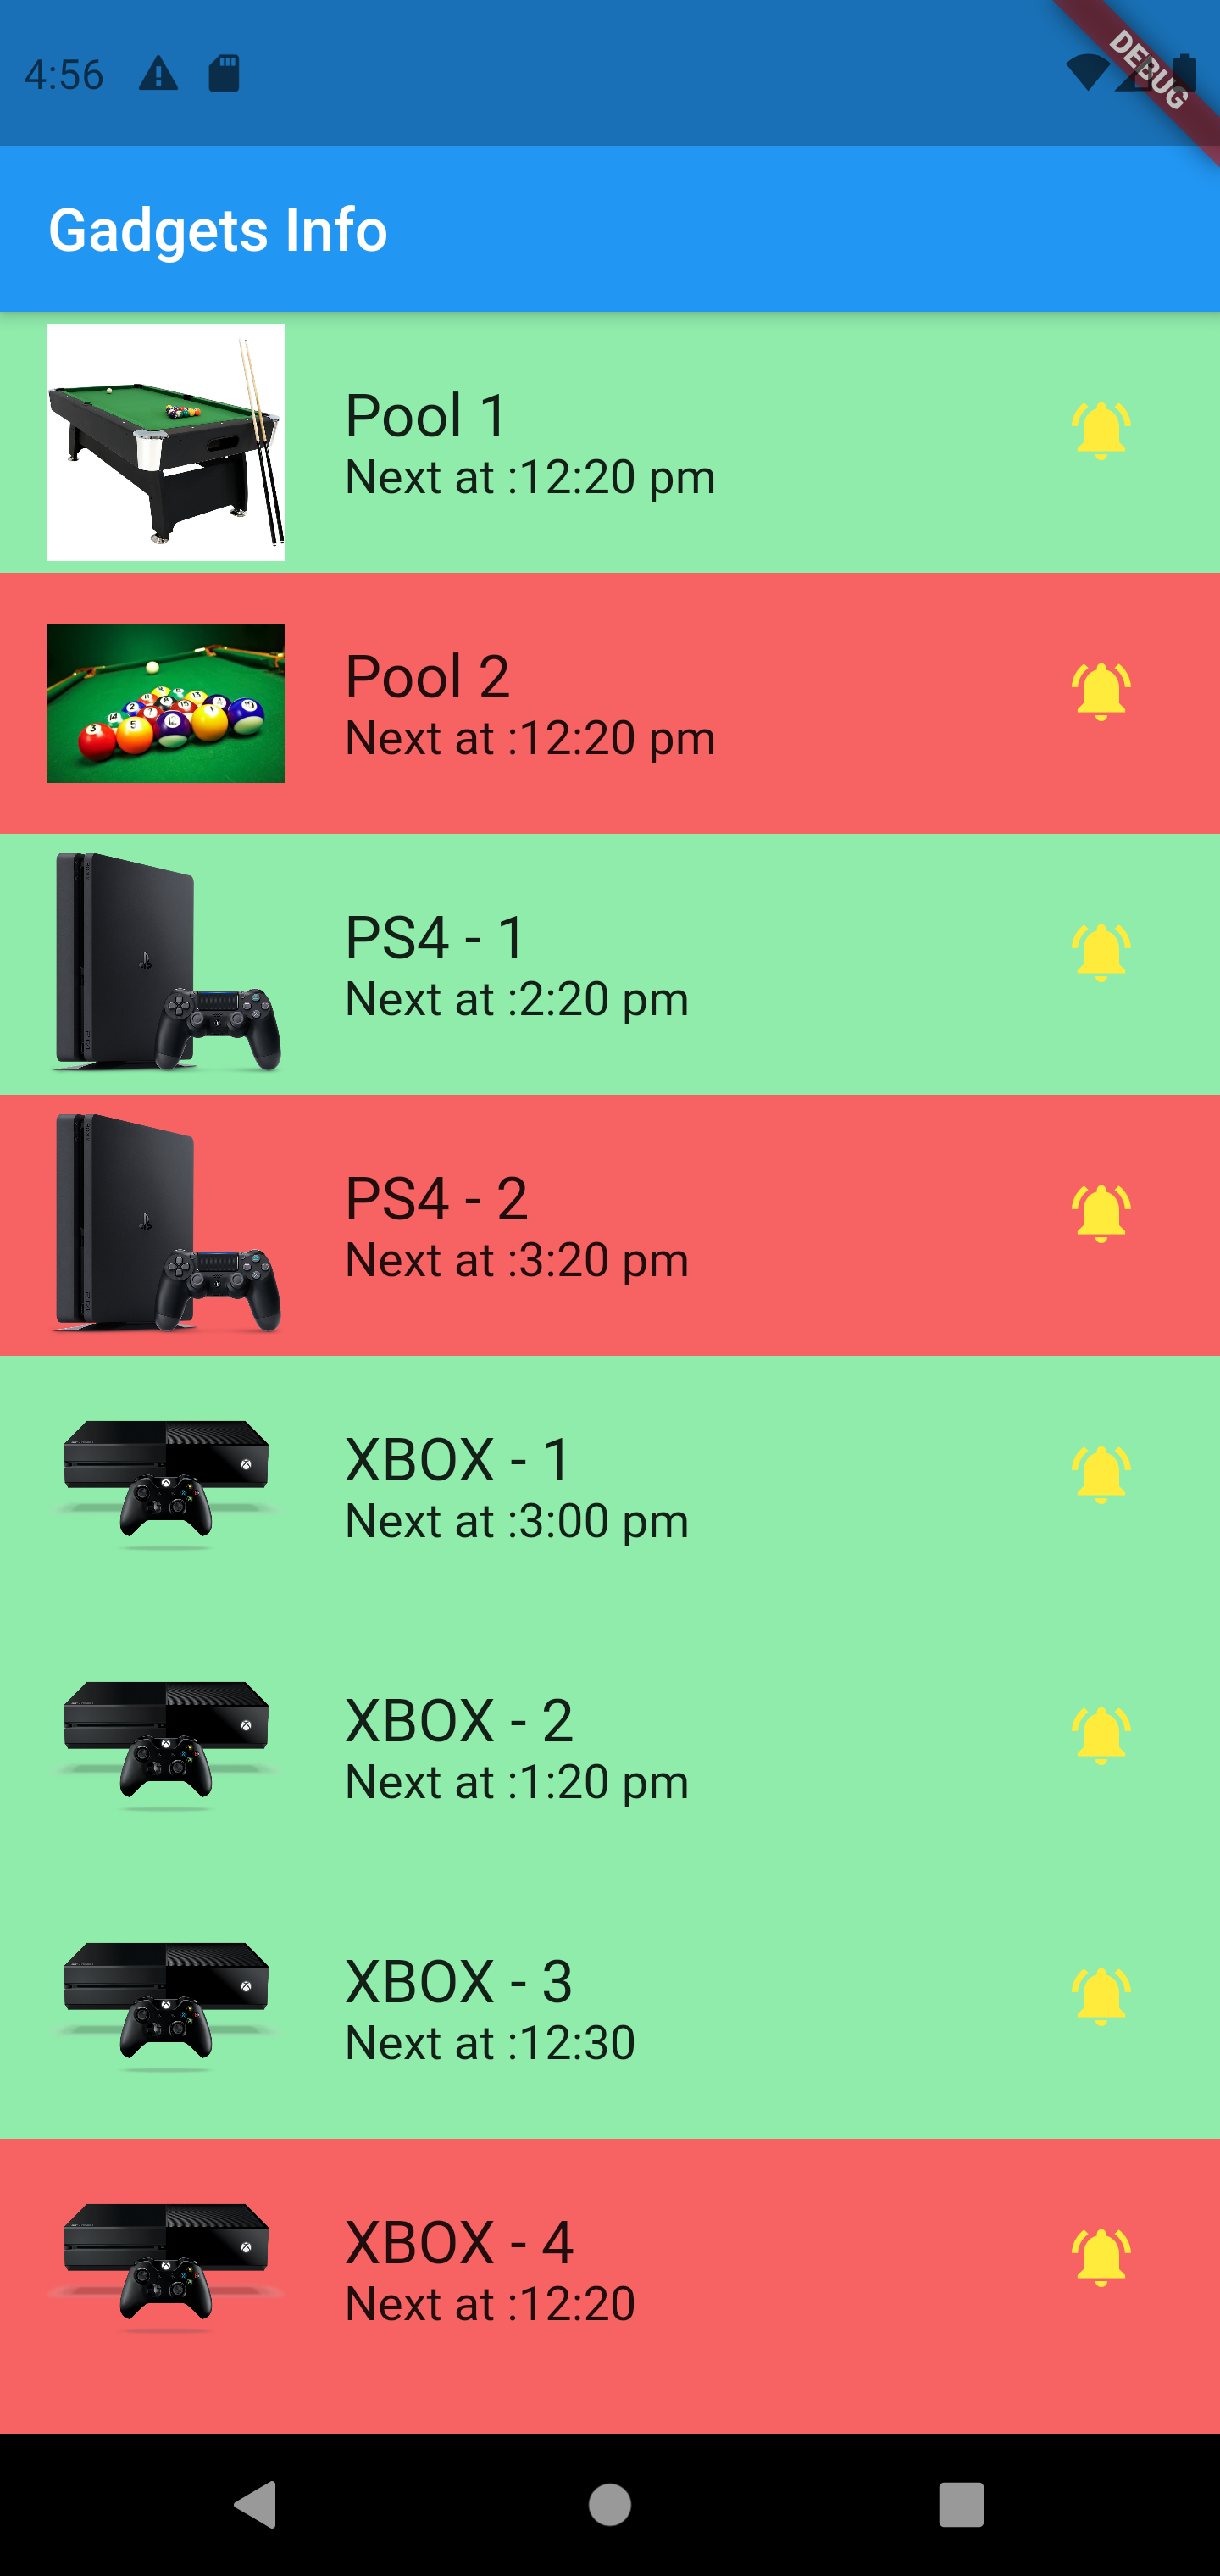 4:56
DEBUG
Gadgets Info
Pool 1
Next at :12:20 pm
Pool 2
Next at :12:20 pm
PS4 - 1
Next at :2:20 pm
PS4 - 2
Next at :3:20 pm
XBOX - 1
Next at :3:00 pm
XBOX - 2
Next at :1:20 pm
XBOX - 3
Next at :12:30
XBOX - 4
Next at :12:20